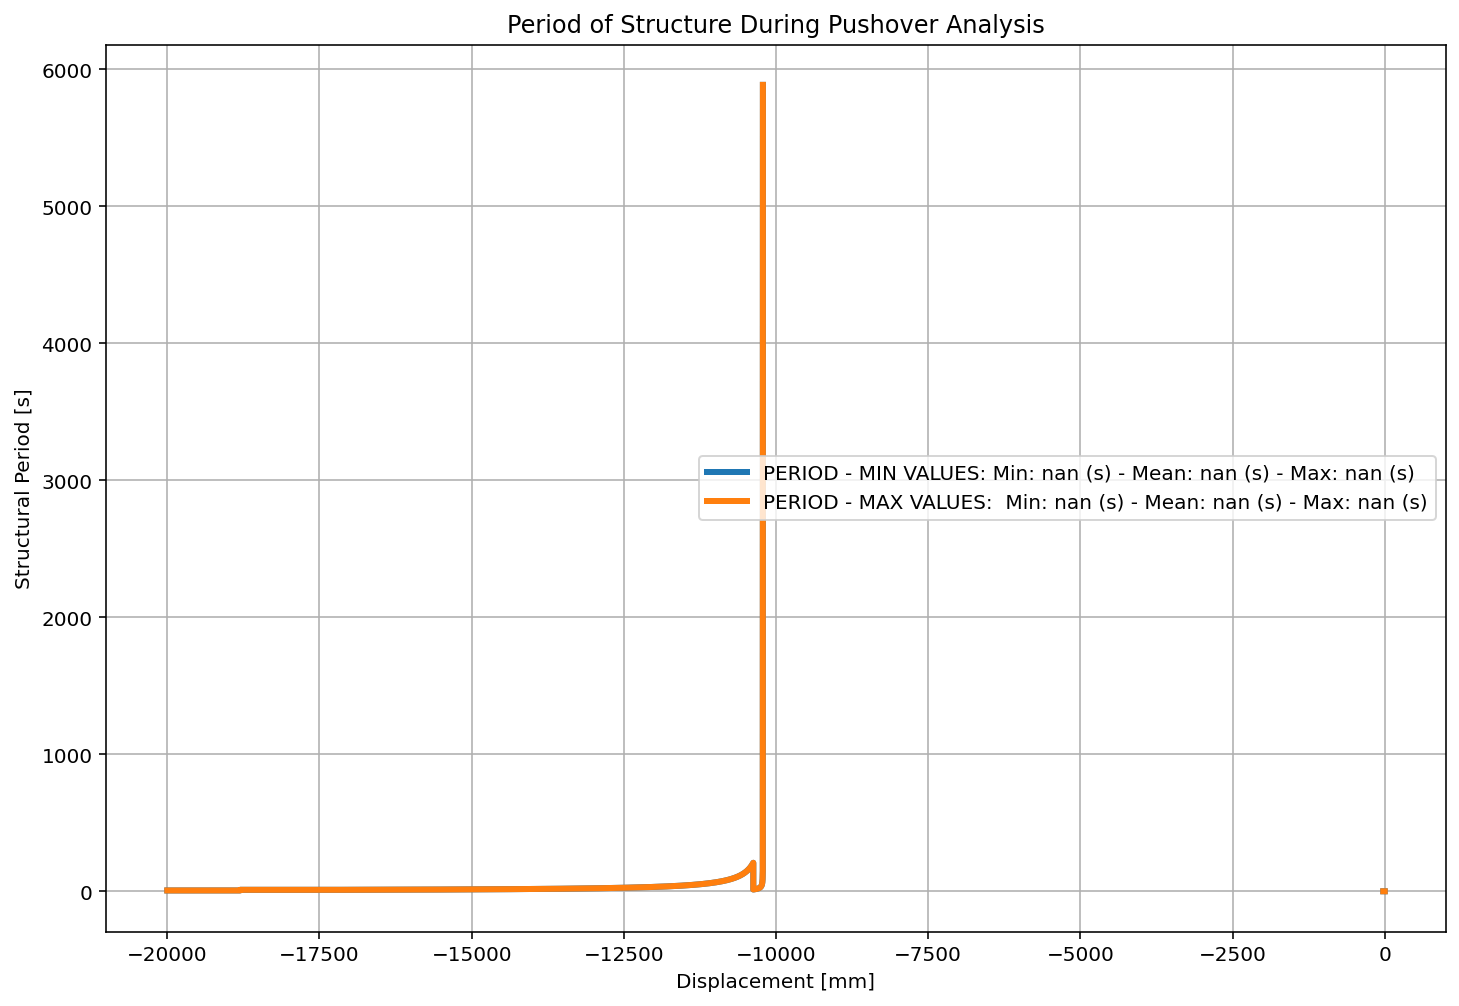 Period of Structure During Pushover Analysis
6000
5000
4000
3000
2000
1000
0
Structural Period [s]
PERIOD - MIN VALUES: Min: nan (s) - Mean: nan (s) - Max: nan (s)
PERIOD - MAX VALUES:  Min: nan (s) - Mean: nan (s) - Max: nan (s)
−20000 −17500 −15000 −12500 −10000 −7500 −5000 −2500 0
Displacement [mm]